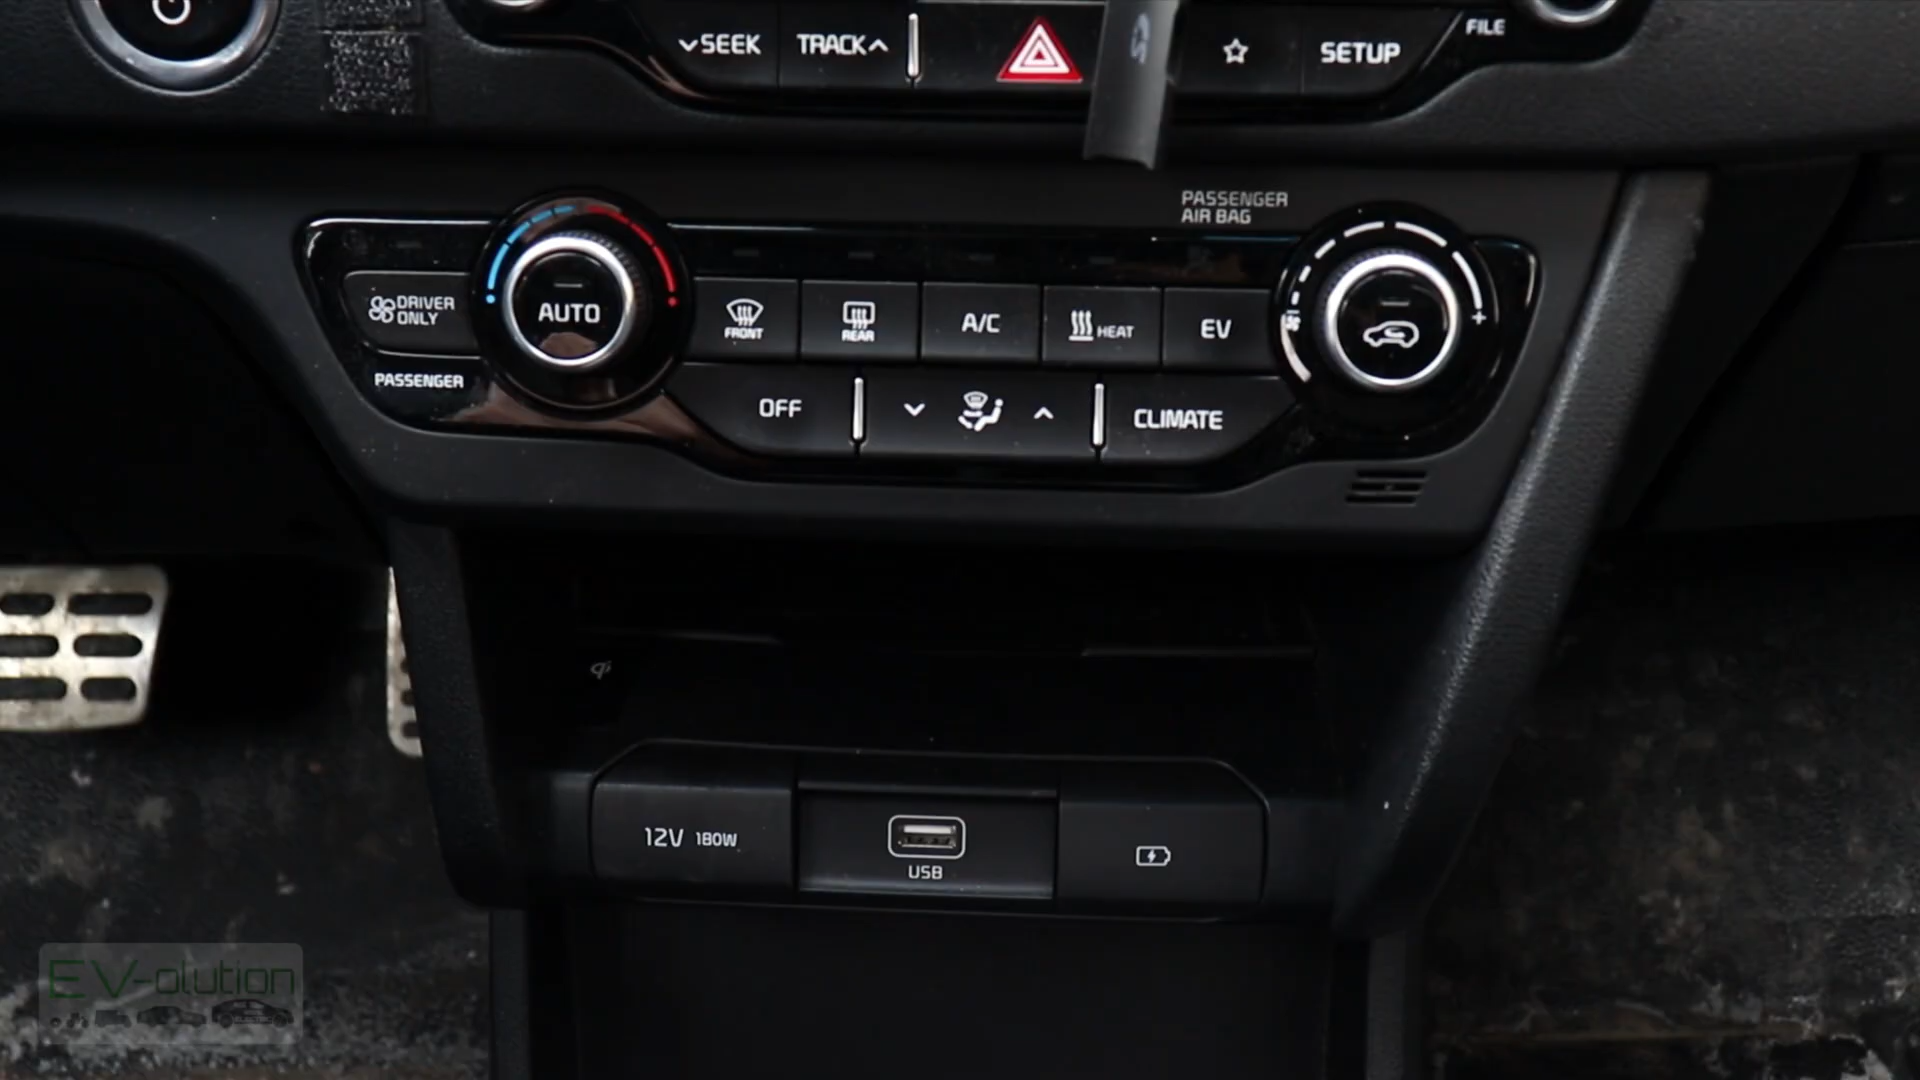 SEEK
TRACK
SETUP
FILE
PASSENGER
AIR BAG
DRIVER
ONLY
AUTO
FRONT
REAR
A/C
HEAT
EV
PASSENGER
OFF
CLIMATE
12V 180W
USB
EV-olution